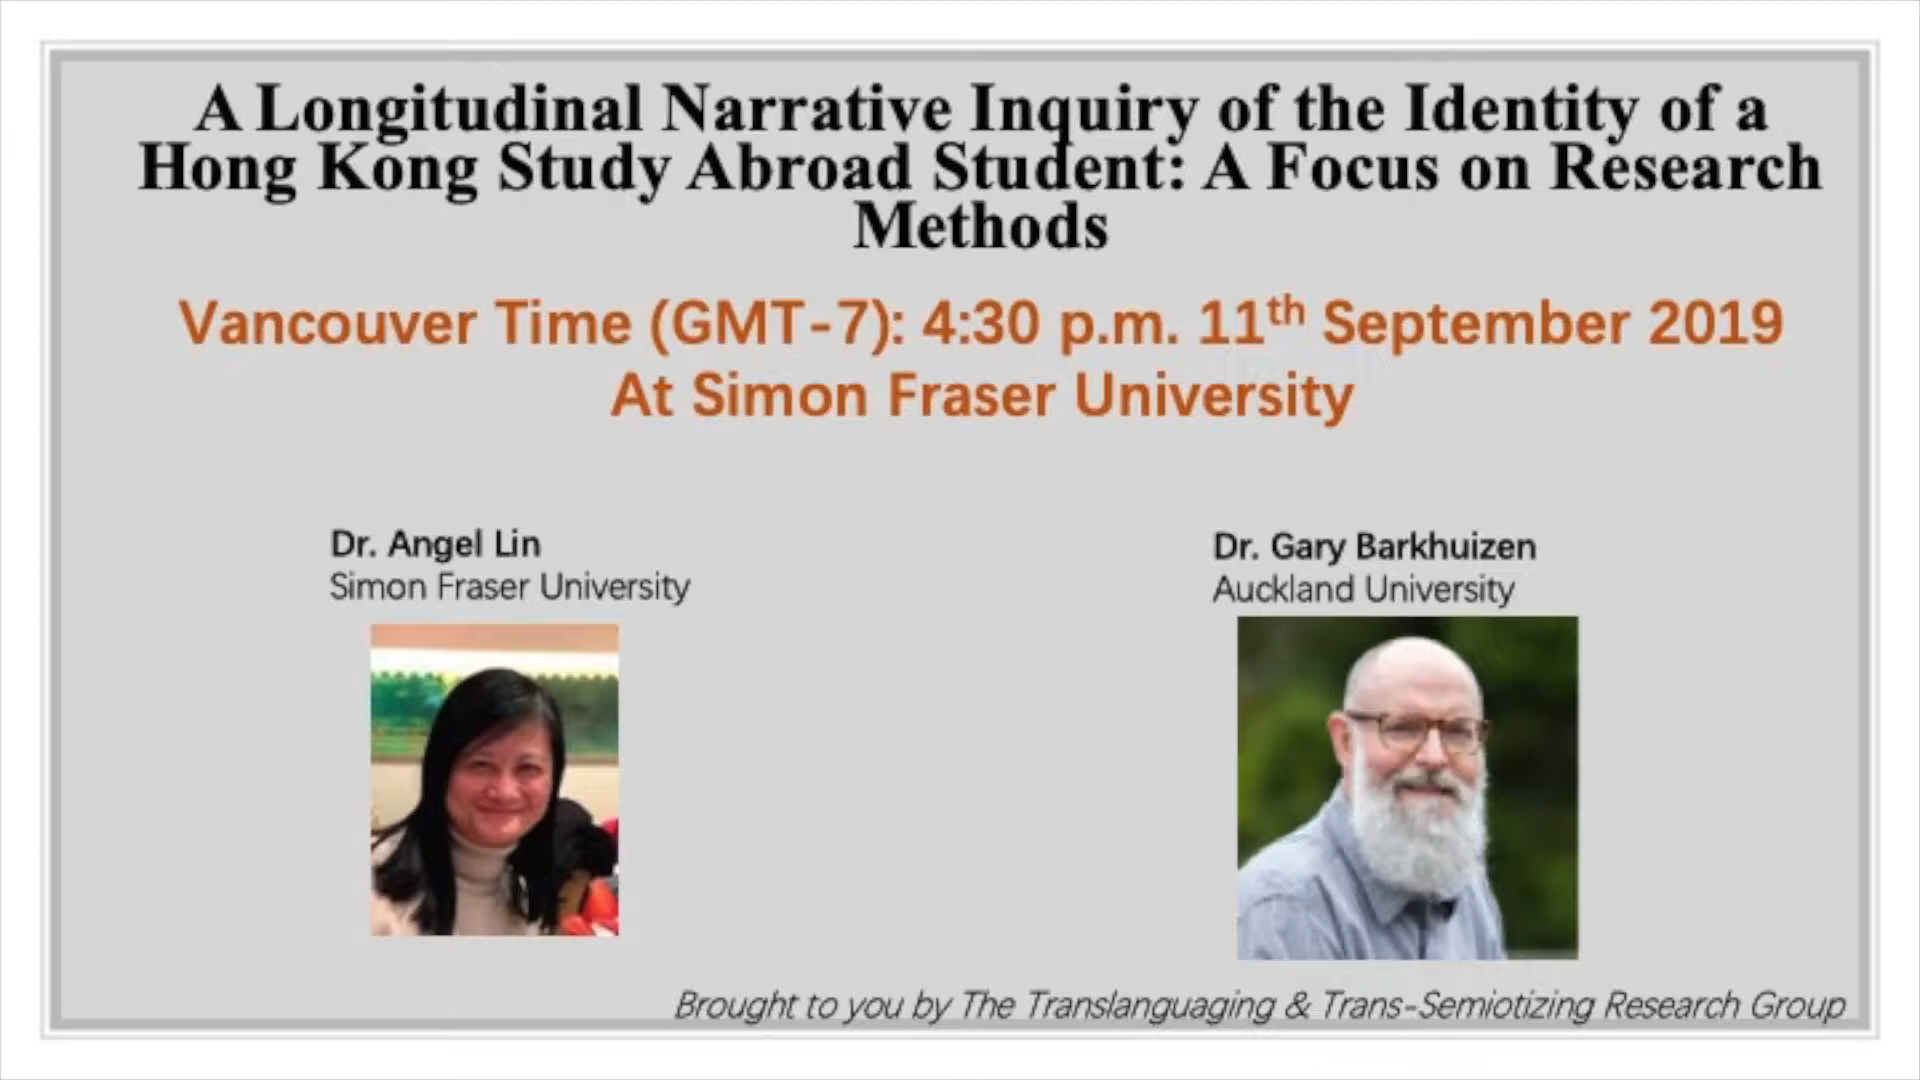 A Longitudinal Narrative Inquiry of the Identity of a
Hong Kong Study Abroad Student: A Focus on Research
Methods
Vancouver Time (GMT-7): 4:30 p.m. 11th September 2019
At Simon Fraser University
Dr. Angel Lin
Simon Fraser University
Dr. Gary Barkhuizen
Auckland University
Brought to you by The Translanguaging & Trans-Semiotizing Research Group